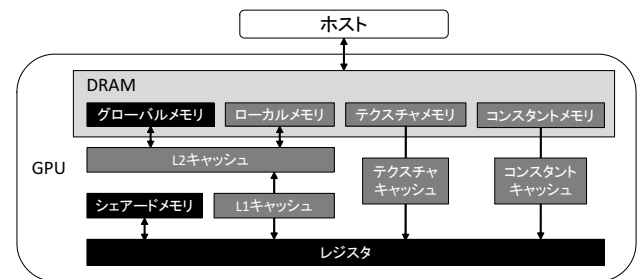 ホスト
DRAM
グローバルメモリ
ローカルメモリ
テクスチャメモリ
コンスタントメモリ
GPU
L2キャッシュ
テクスチャ
キャッシュ
コンスタント
キャッシュ
シェアードメモリ
L1キャッシュ
レジスタ